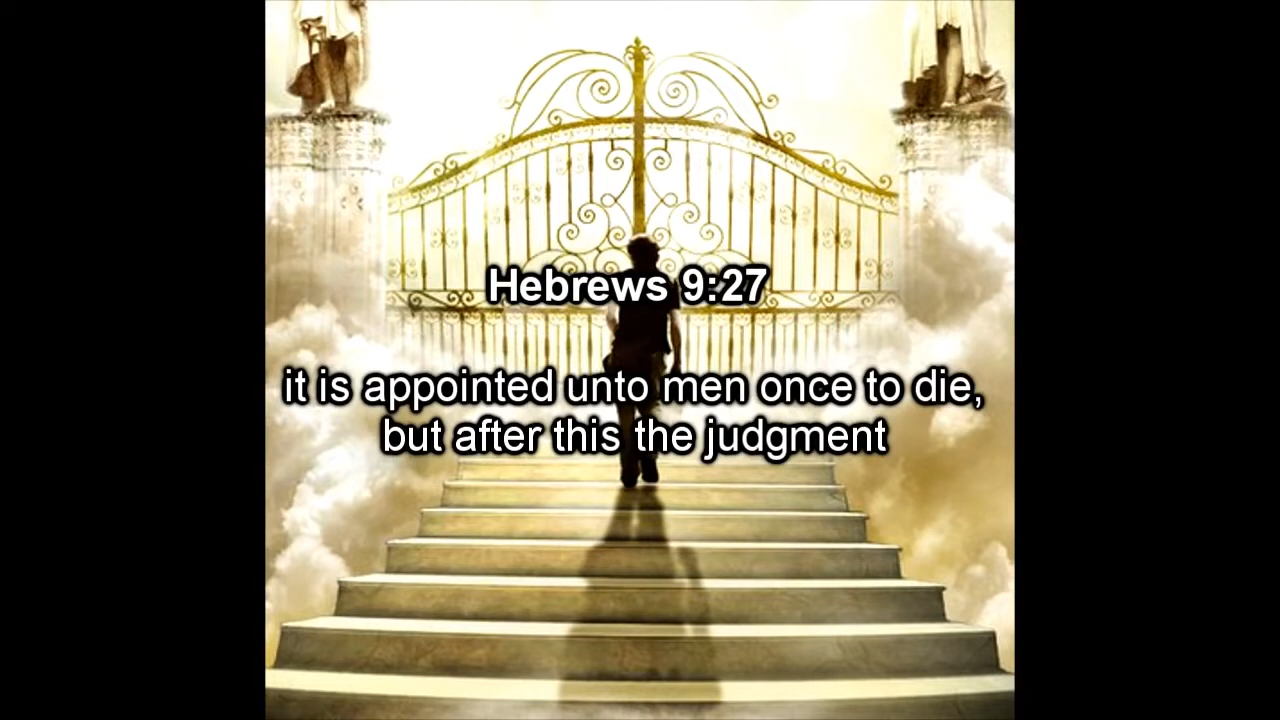 Hebrews 9:27
it is appointed unto men once to die,
but after this the judgment